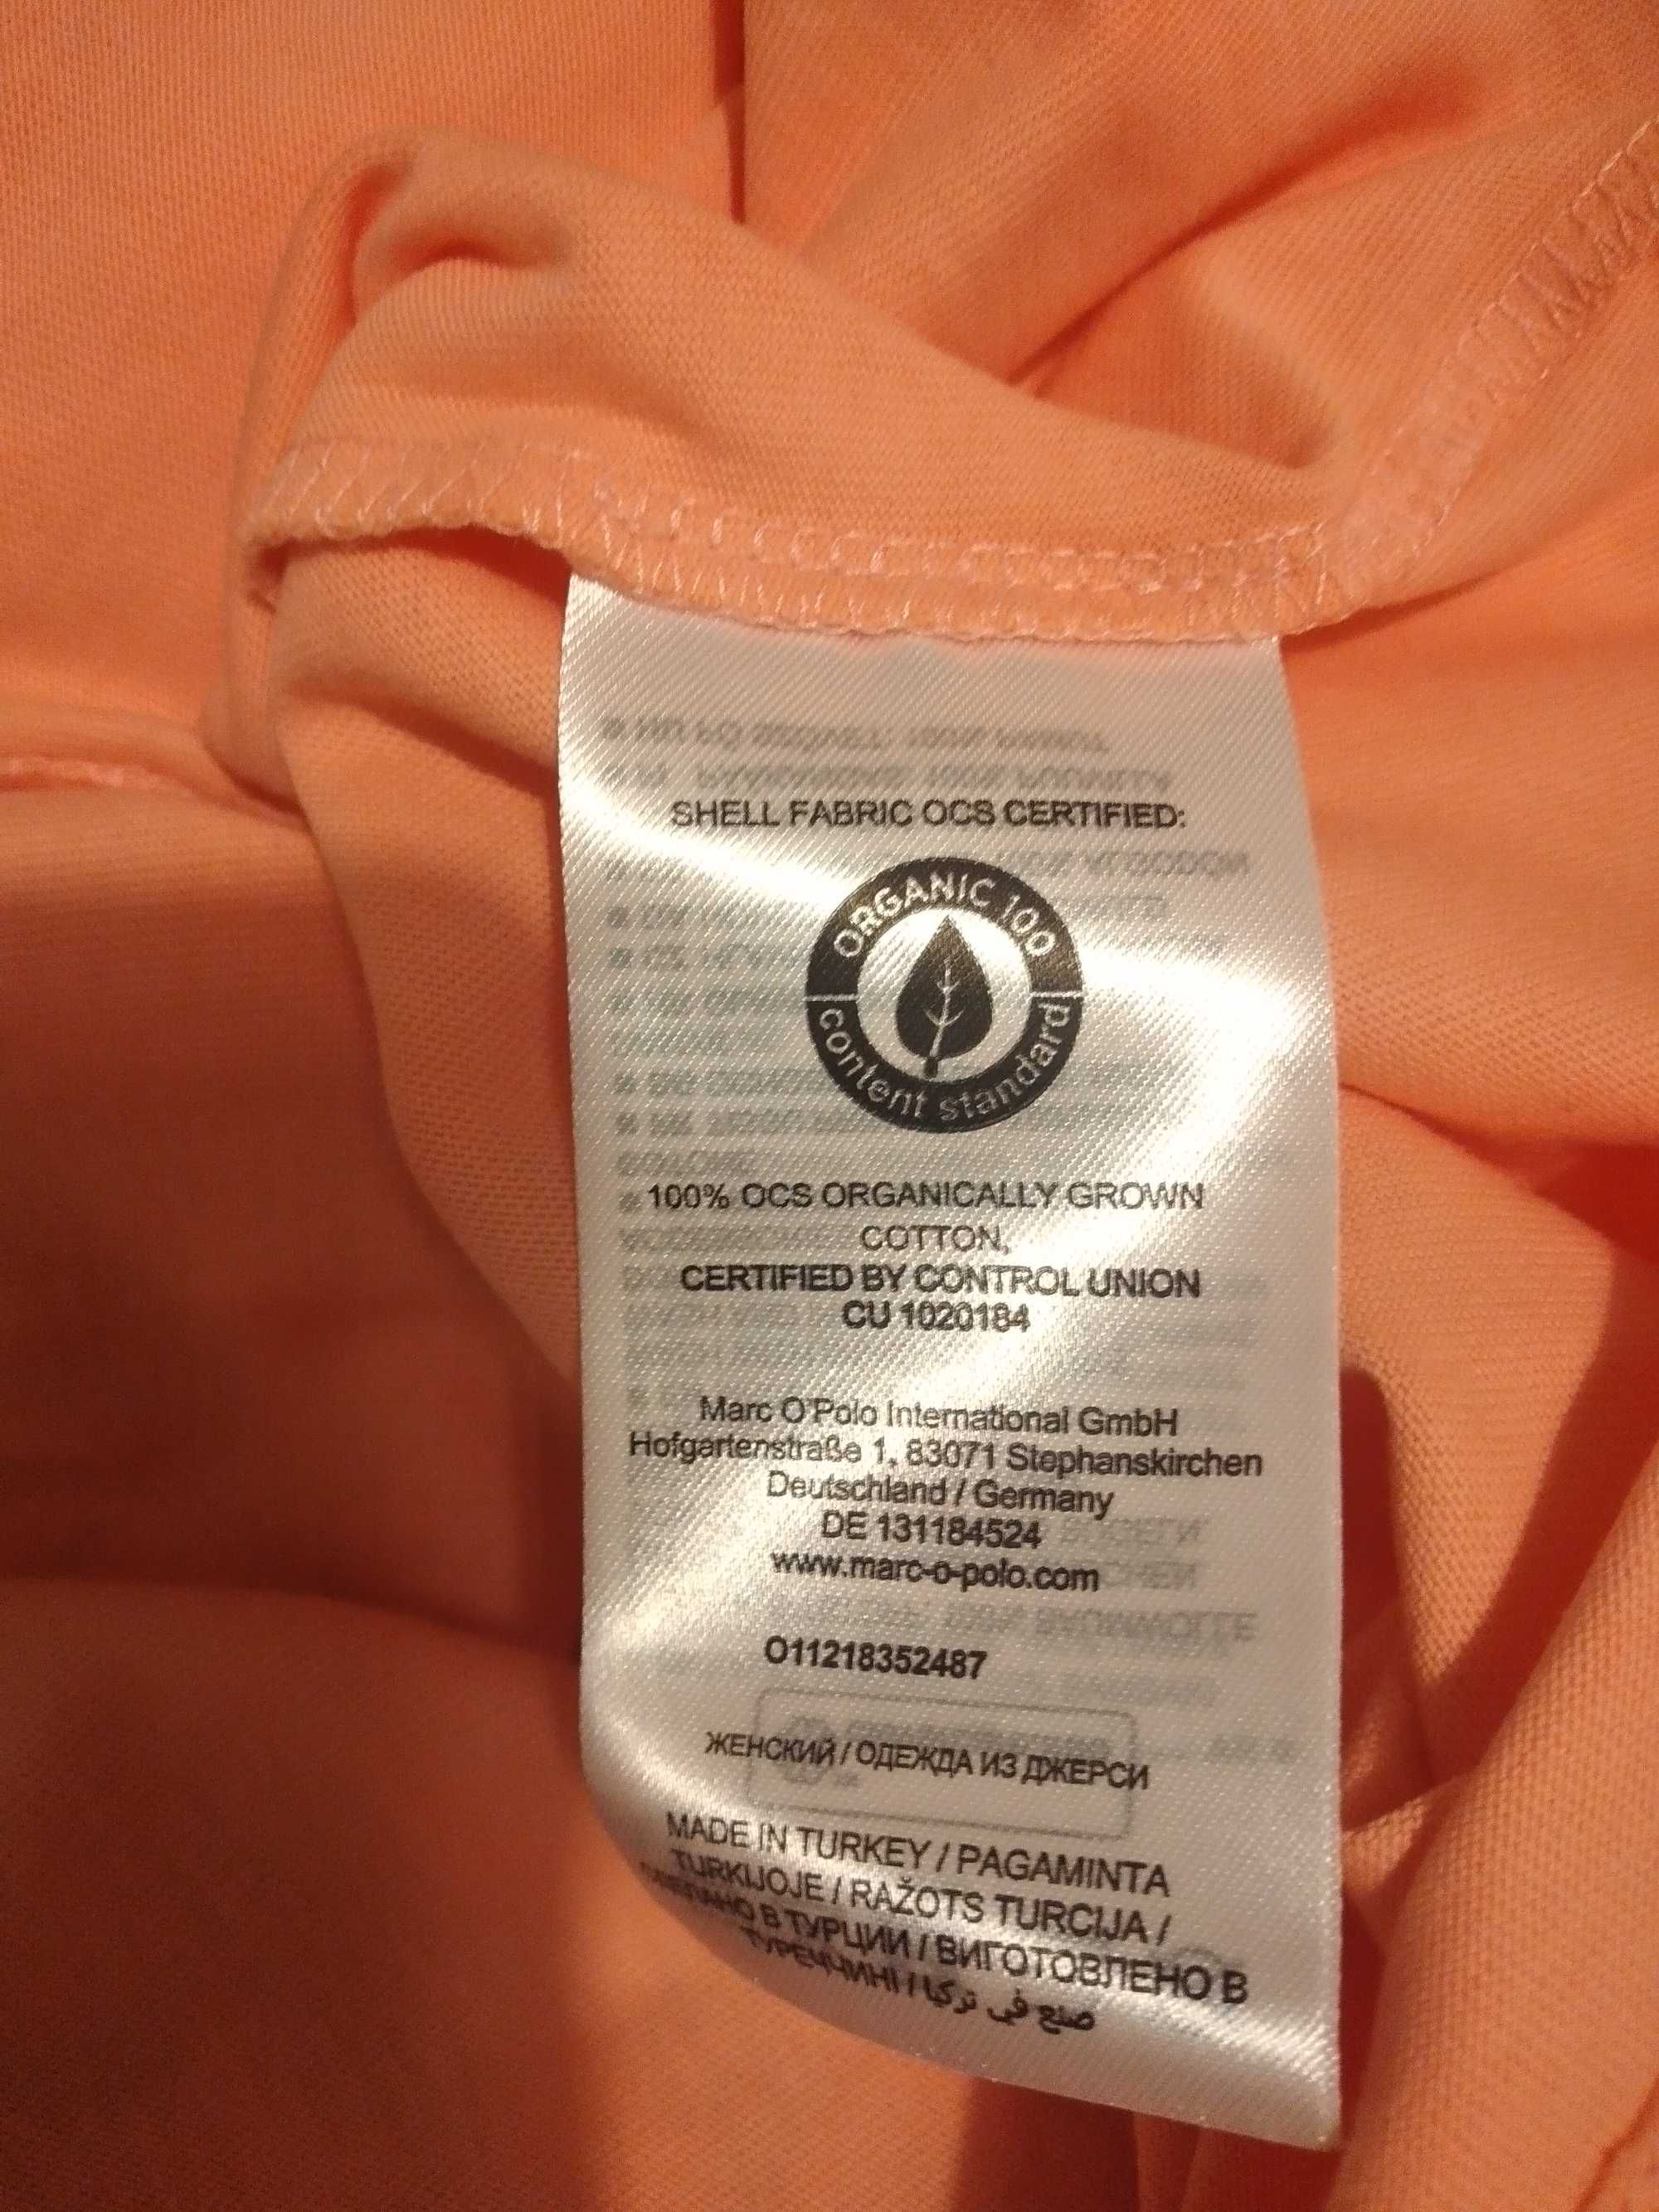 SHELL FABRIC OCS CERTIFIED:
ORGANIC 100
content standard
100% OCS ORGANICALLY GROWN
COTTON,
CERTIFIED BY CONTROL UNION
CU 1020184
Marc O'Polo International GmbH
Hofgartenstraße 1, 83071 Stephanskirchen
Deutschland / Germany
DE 131184524
www.marc-o-polo.com
O11218352487
ЖЕНСКИЙ / ОДЕЖДА ИЗ ДЖЕРСИ
MADE IN TURKEY / PAGAMINTA
TURKIJOJE / RAŽOTS TURCIJA /
В ТУРЦИИ / ВИГОТОВЛЕНО В
ТУРЕЧЧИНІ / صنع في تركيا